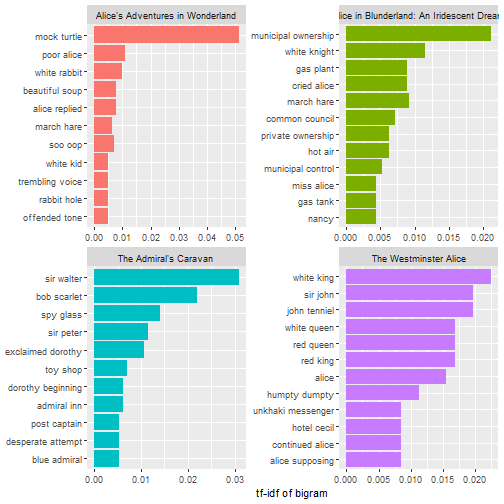 Alice's Adventures in Wonderland
mock turtle
poor alice
white rabbit
beautiful soup
alice replied
march hare
soo oop
white kid
trembling voice
rabbit hole
offended tone
0.00 0.01 0.02 0.03 0.04 0.05
lice in Blunderland: An Iridescent Drear
municipal ownership
white knight
gas plant
cried alice
march hare
common council
private ownership
hot air
municipal control
miss alice
gas tank
nancy
0.000 0.005 0.010 0.015 0.020
The Admiral's Caravan
sir walter
bob scarlet
spy glass
sir peter
exclaimed dorothy
toy shop
dorothy beginning
admiral inn
post captain
desperate attempt
blue admiral
0.00 0.01 0.02 0.03
The Westminster Alice
white king
sir john
john tenniel
white queen
red queen
red king
alice
humpty dumpty
unkhaki messenger
hotel cecil
continued alice
alice supposing
0.000 0.005 0.010 0.015 0.020
tf-idf of bigram